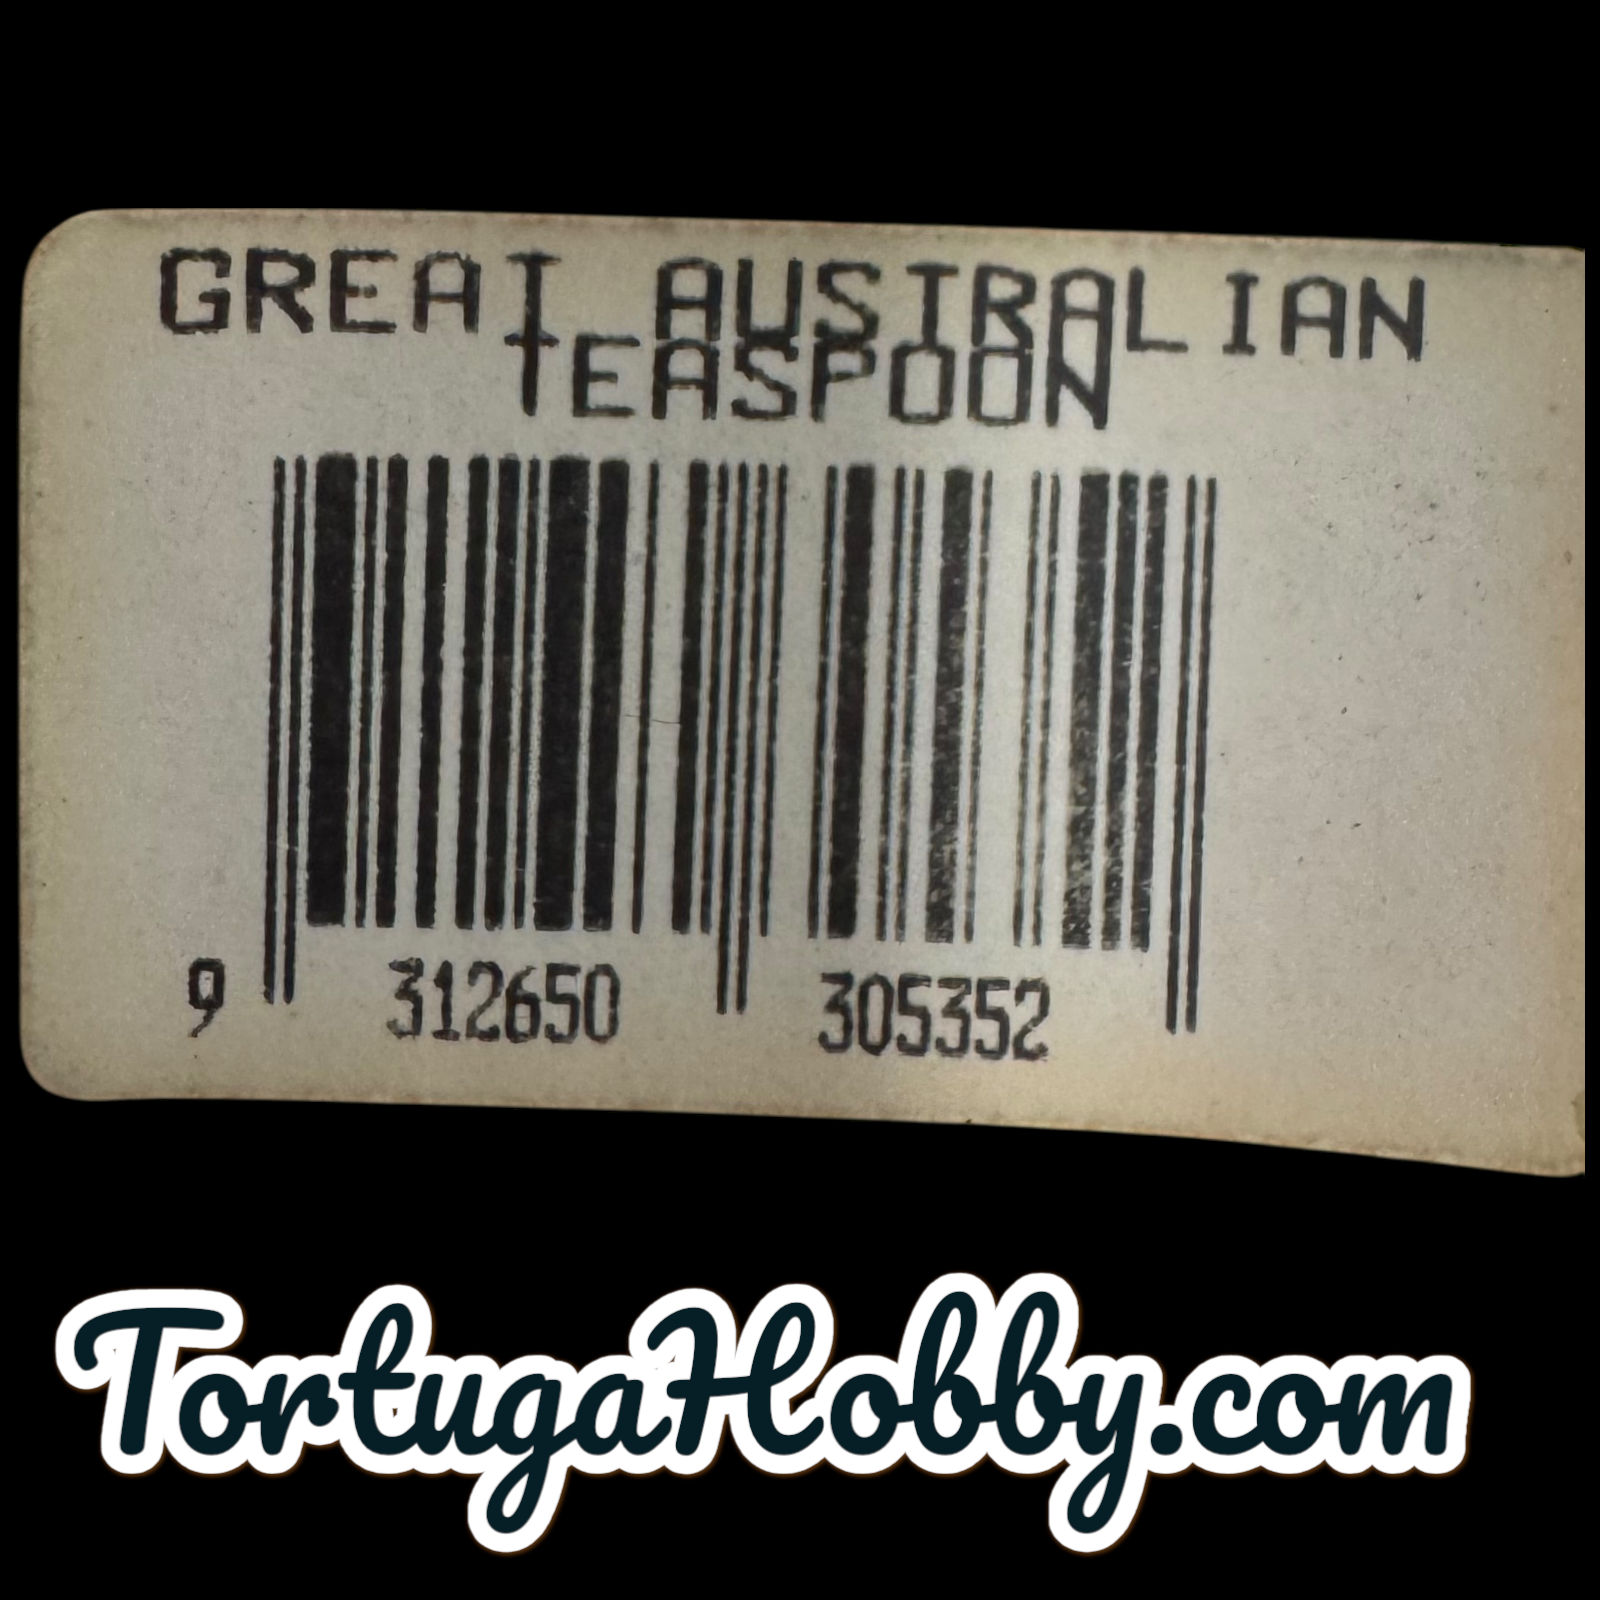 GREAT AUSTRALIAN
TEASPOON
9 312650 305352
TortugaHobby.com